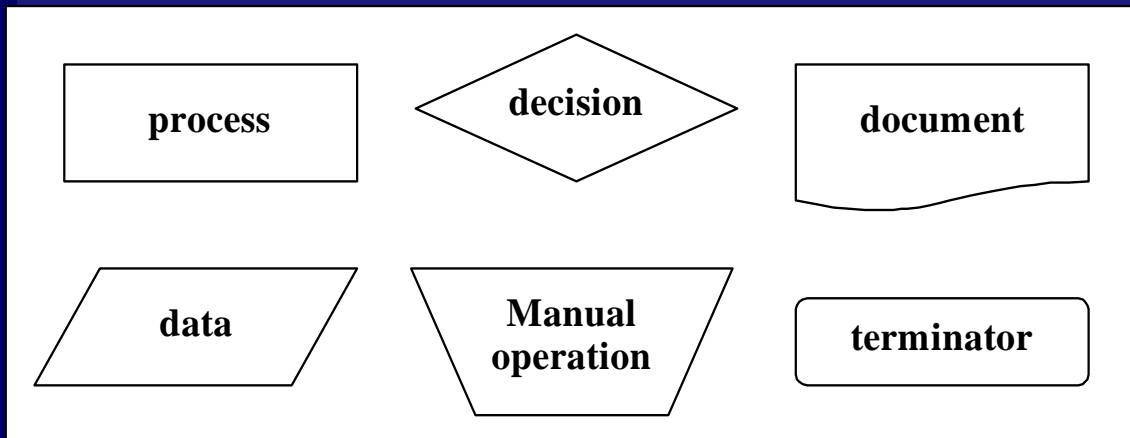 process
decision
document
data
Manual
operation
terminator